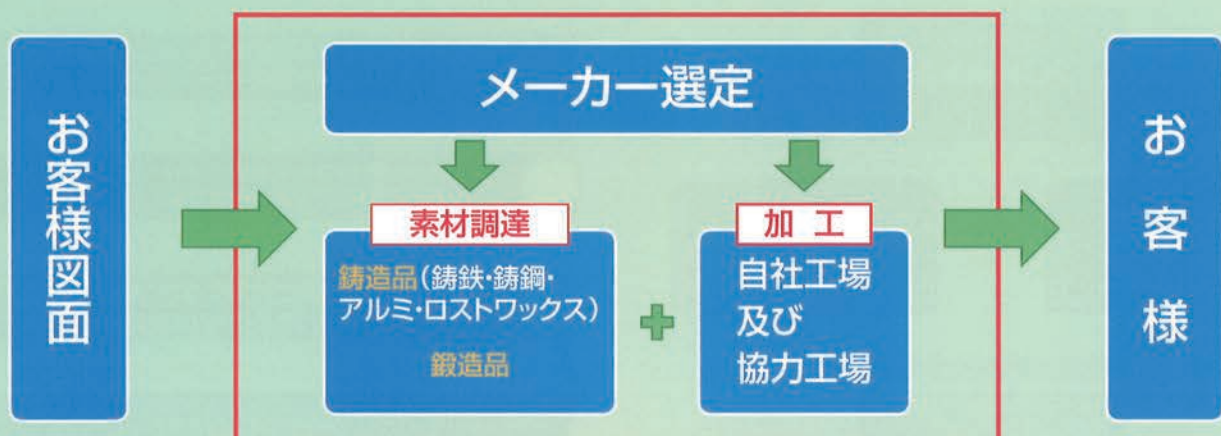 お客様図面
メーカー選定
素材調達
鋳造品(鋳鉄・鋳鋼・
アルミ・ロストワックス)
鍛造品
加 工
自社工場
及び
協力工場
お客様